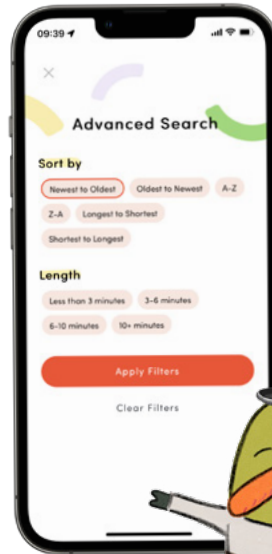 09:39
Advanced Search
Sort by
Newest to Oldest Oldest to Newest A-Z
Z-A Longest to Shortest
Shortest to Longest
Length
Less than 3 minutes 3-6 minutes
6-10 minutes 10+ minutes
Apply Filters
Clear Filters